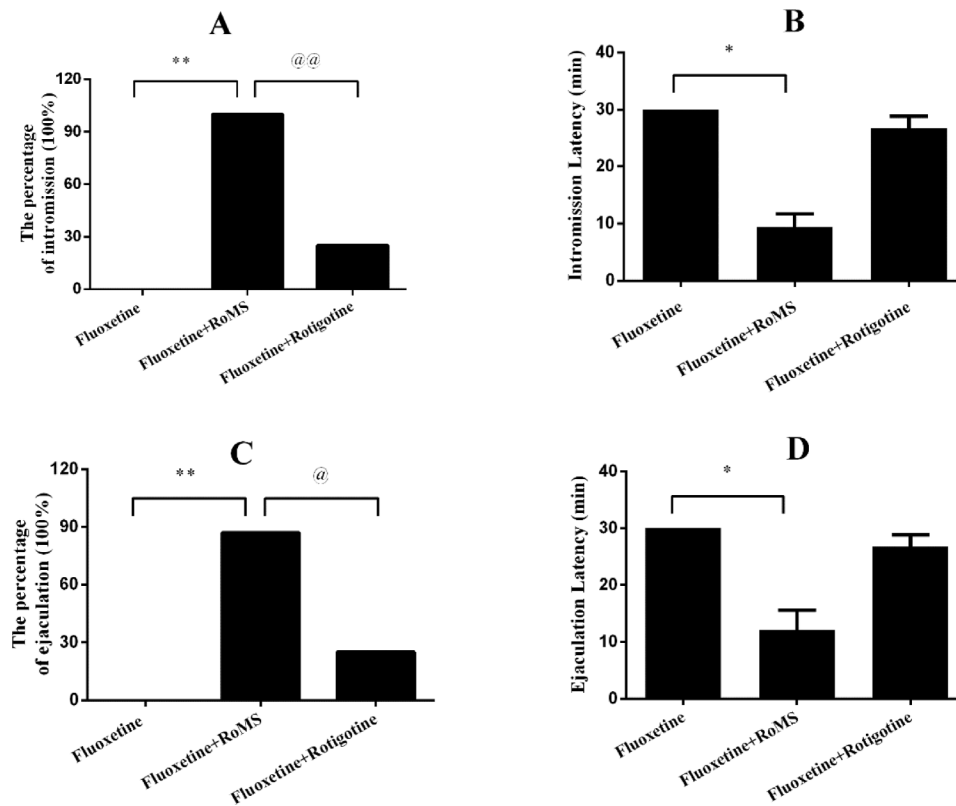 A
**
@@
The percentage
of intromission (100%)
120
90
60
30
0
Fluoxetine
Fluoxetine+RoMS
Fluoxetine+Rotigotine
B
*
Intromission Latency (min)
40
30
20
10
0
Fluoxetine
Fluoxetine+RoMS
Fluoxetine+Rotigotine
C
**
@
The percentage
of ejaculation (100%)
120
90
60
30
0
Fluoxetine
Fluoxetine+RoMS
Fluoxetine+Rotigotine
D
*
Ejaculation Latency (min)
40
30
20
10
0
Fluoxetine
Fluoxetine+RoMS
Fluoxetine+Rotigotine